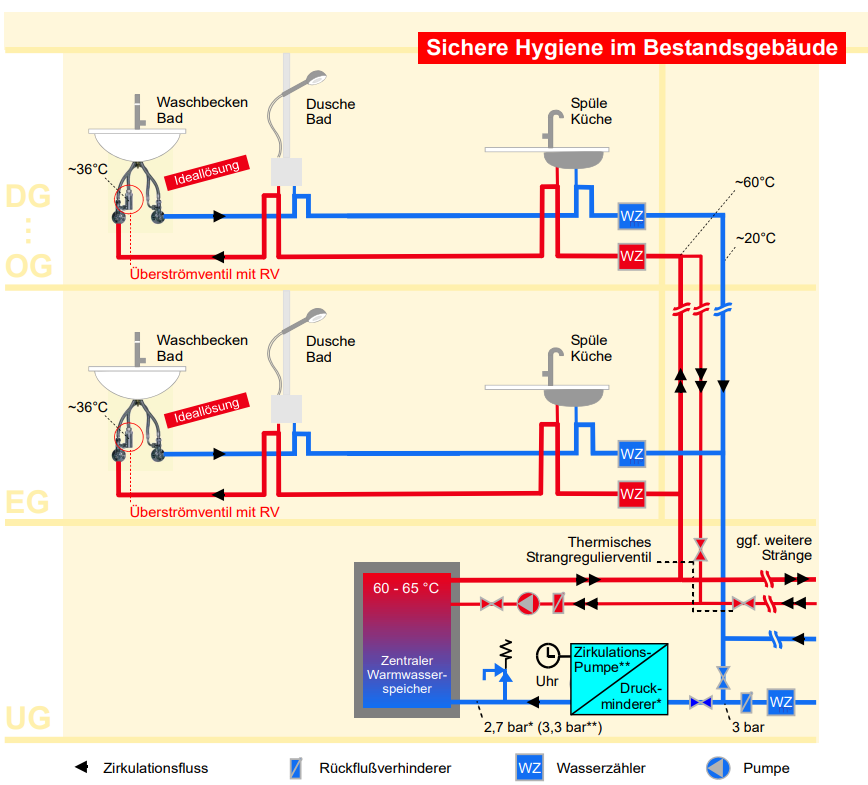 Sichere Hygiene im Bestandsgebäude
Waschbecken
Bad
Dusche
Bad
Spüle
Küche
~36°C
Ideallösung
~60°C
DG
WZ
~20°C
OG
WZ
Überströmventil mit RV
Waschbecken
Bad
Dusche
Bad
Spüle
Küche
~36°C
Ideallösung
WZ
EG
WZ
Überströmventil mit RV
Thermisches
Strangregulierventil
ggf. weitere
Stränge
60 - 65 °C
Zentraler
Warmwasser-
speicher
Uhr
Zirkulations-
Pumpe**
Druck-
minderer*
WZ
UG
2,7 bar* (3,3 bar**)
3 bar
Zirkulationsfluss
Rückflußverhinderer
WZ
Wasserzähler
Pumpe